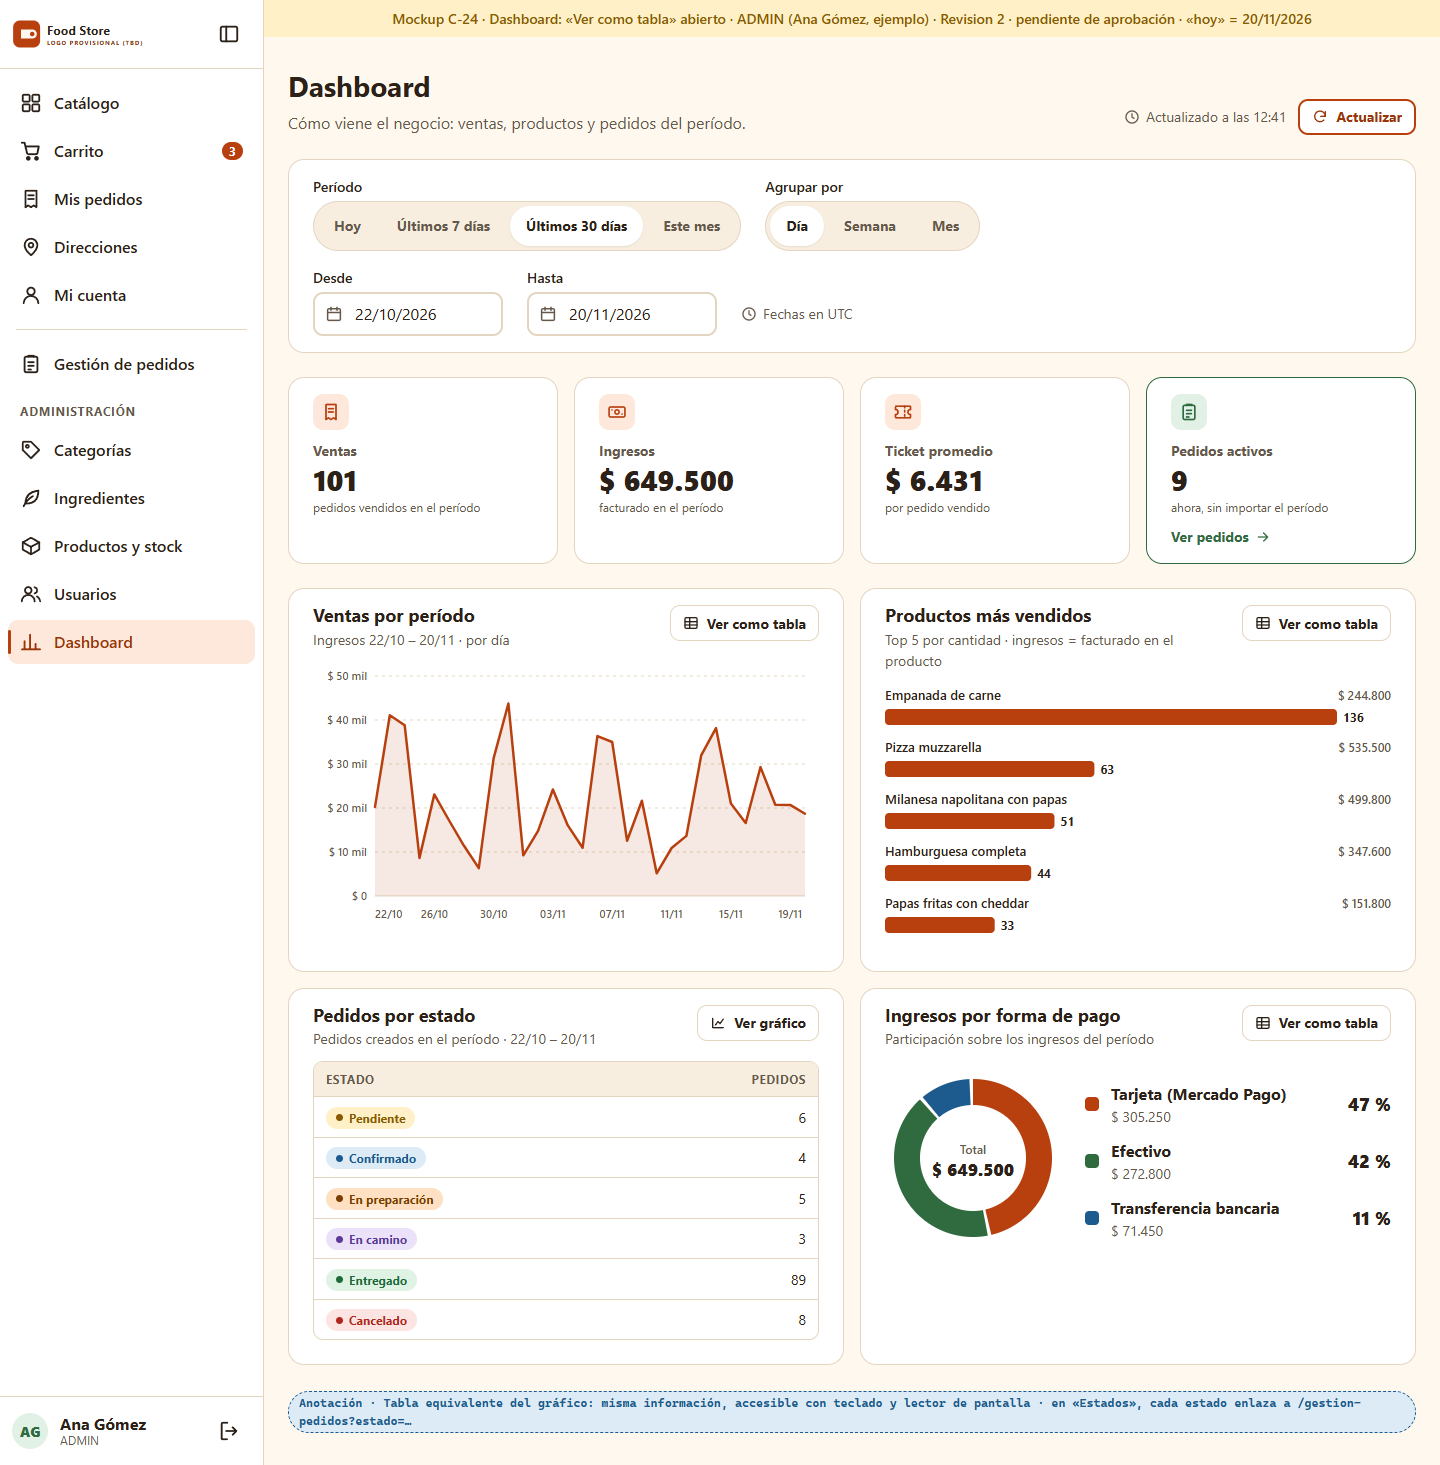 Food Store
LOGO PROVISIONAL (TBD)
Catálogo
Carrito
3
Mis pedidos
Direcciones
Mi cuenta
Gestión de pedidos
ADMINISTRACIÓN
Categorías
Ingredientes
Productos y stock
Usuarios
Dashboard
AG
Ana Gómez
ADMIN
Mockup C-24 · Dashboard: «Ver como tabla» abierto · ADMIN (Ana Gómez, ejemplo) · Revision 2 · pendiente de aprobación · «hoy» = 20/11/2026
Dashboard
Cómo viene el negocio: ventas, productos y pedidos del período.
Actualizado a las 12:41
Actualizar
Período
Hoy
Últimos 7 días
Últimos 30 días
Este mes
Agrupar por
Día
Semana
Mes
Desde
22/10/2026
Hasta
20/11/2026
Fechas en UTC
Ventas
101
pedidos vendidos en el período
Ingresos
$ 649.500
facturado en el período
Ticket promedio
$ 6.431
por pedido vendido
Pedidos activos
9
ahora, sin importar el período
Ver pedidos →
Ventas por período
Ingresos 22/10 – 20/11 · por día
Ver como tabla
$ 50 mil
$ 40 mil
$ 30 mil
$ 20 mil
$ 10 mil
$ 0
22/10 26/10 30/10 03/11 07/11 11/11 15/11 19/11
Productos más vendidos
Top 5 por cantidad · ingresos = facturado en el
producto
Ver como tabla
Empanada de carne $ 244.800
136
Pizza muzzarella $ 535.500
63
Milanesa napolitana con papas $ 499.800
51
Hamburguesa completa $ 347.600
44
Papas fritas con cheddar $ 151.800
33
Pedidos por estado
Pedidos creados en el período · 22/10 – 20/11
Ver gráfico
ESTADO PEDIDOS
Pendiente 6
Confirmado 4
En preparación 5
En camino 3
Entregado 89
Cancelado 8
Ingresos por forma de pago
Participación sobre los ingresos del período
Ver como tabla
Total
$ 649.500
Tarjeta (Mercado Pago)
$ 305.250
47 %
Efectivo
$ 272.800
42 %
Transferencia bancaria
$ 71.450
11 %
Anotación · Tabla equivalente del gráfico: misma información, accesible con teclado y lector de pantalla · en «Estados», cada estado enlaza a /gestion-
pedidos?estado=…